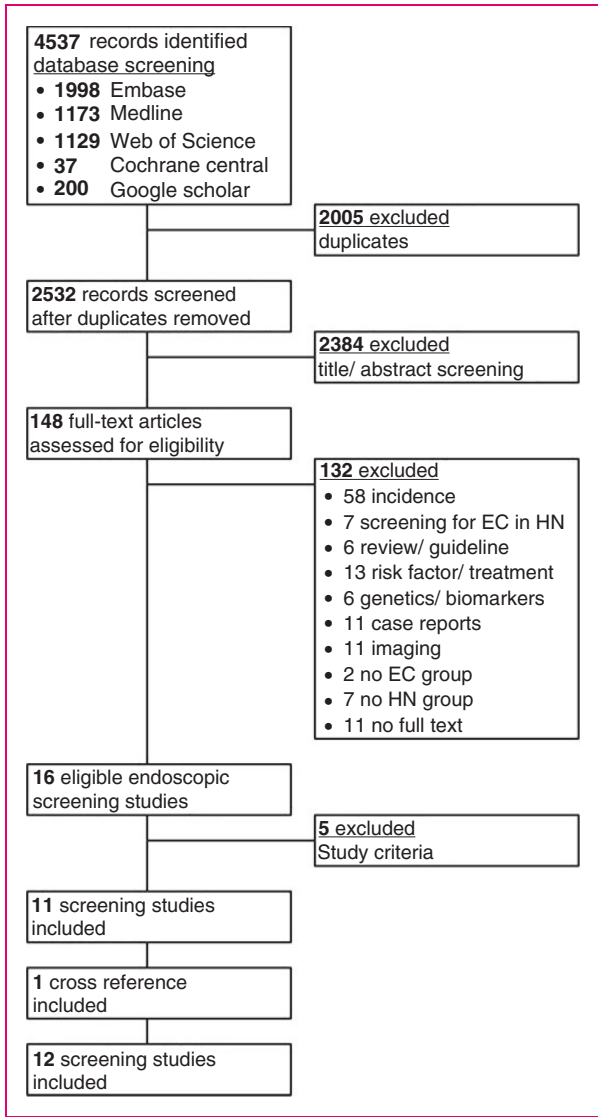 4537 records identified
database screening
• 1998 Embase
• 1173 Medline
• 1129 Web of Science
• 37 Cochrane central
• 200 Google scholar
2005 excluded
duplicates
2532 records screened
after duplicates removed
2384 excluded
title/ abstract screening
148 full-text articles
assessed for eligibility
132 excluded
• 58 incidence
• 7 screening for EC in HN
• 6 review/ guideline
• 13 risk factor/ treatment
• 6 genetics/ biomarkers
• 11 case reports
• 11 imaging
• 2 no EC group
• 7 no HN group
• 11 no full text
16 eligible endoscopic
screening studies
5 excluded
Study criteria
11 screening studies
included
1 cross reference
included
12 screening studies
included